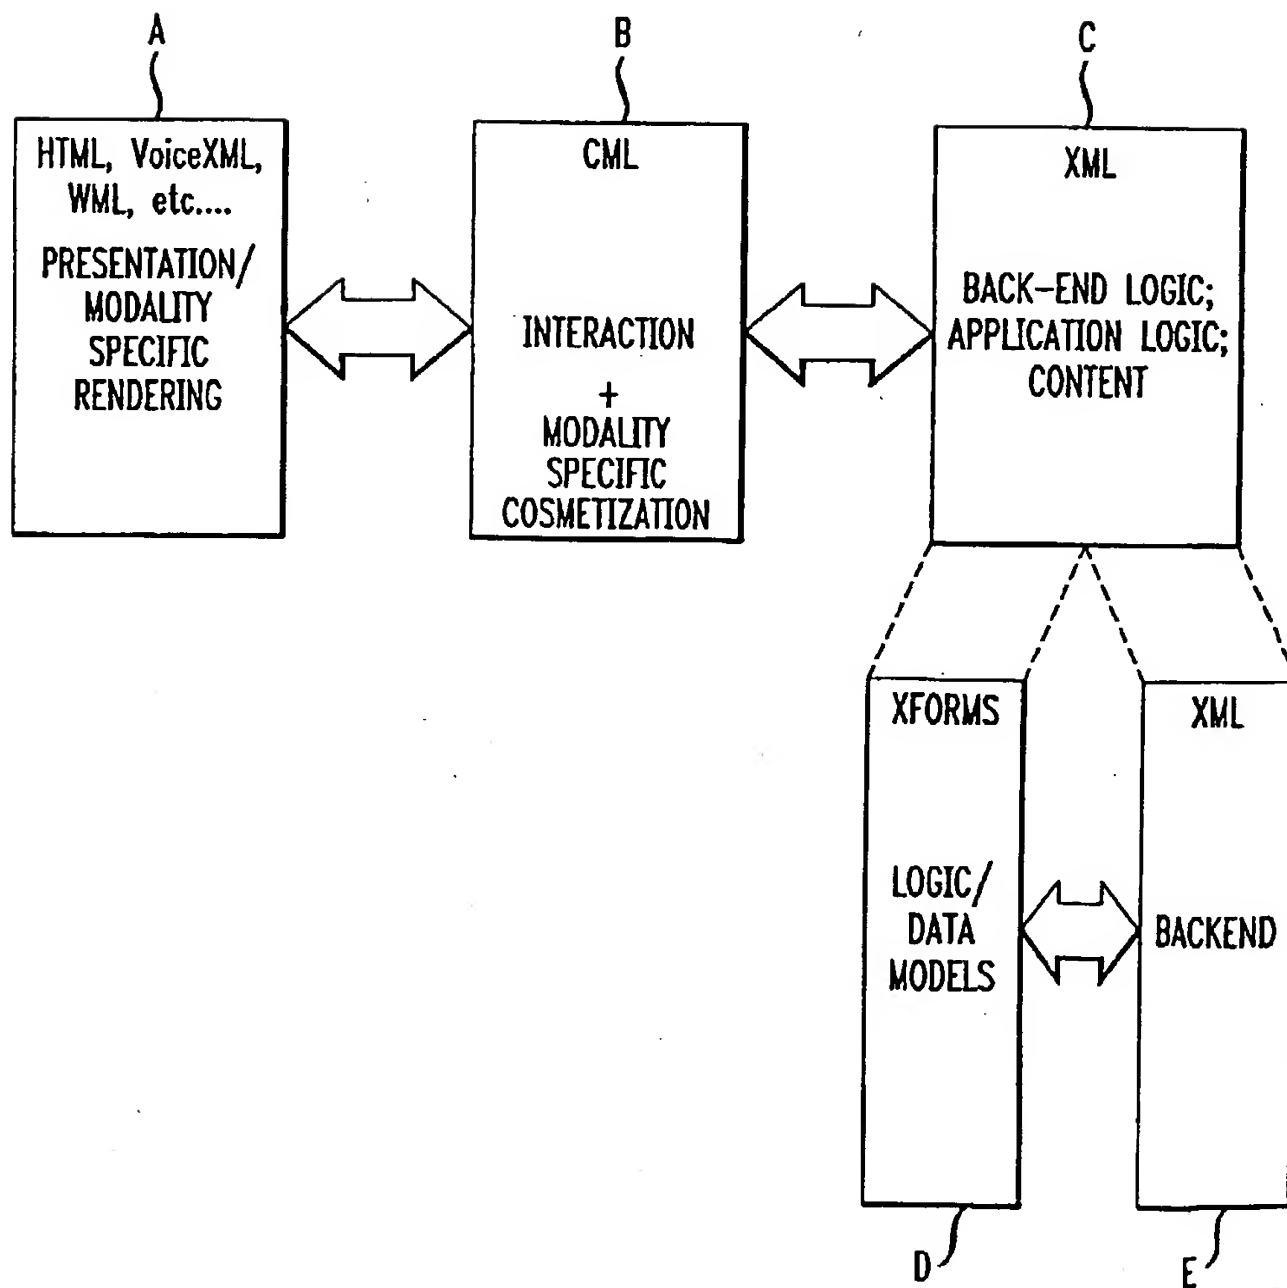 A
B
C
HTML, VoiceXML,
WML, etc....
PRESENTATION/
MODALITY
SPECIFIC
RENDERING
CML
INTERACTION
+
MODALITY
SPECIFIC
COSMETIZATION
XML
BACK-END LOGIC;
APPLICATION LOGIC;
CONTENT
XFORMS
LOGIC/
DATA
MODELS
XML
BACKEND
D
E